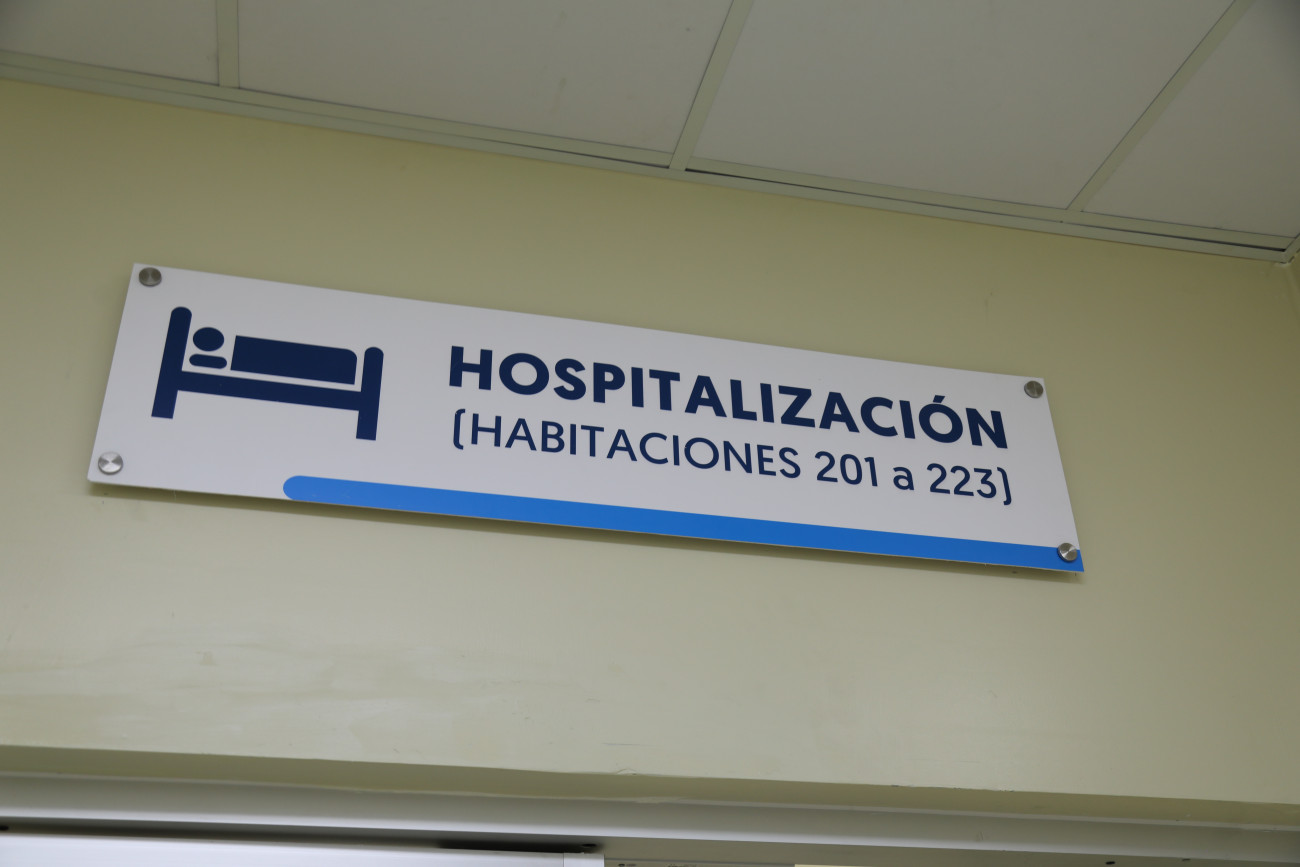 HOSPITALIZACIÓN
(HABITACIONES 201 a 223)